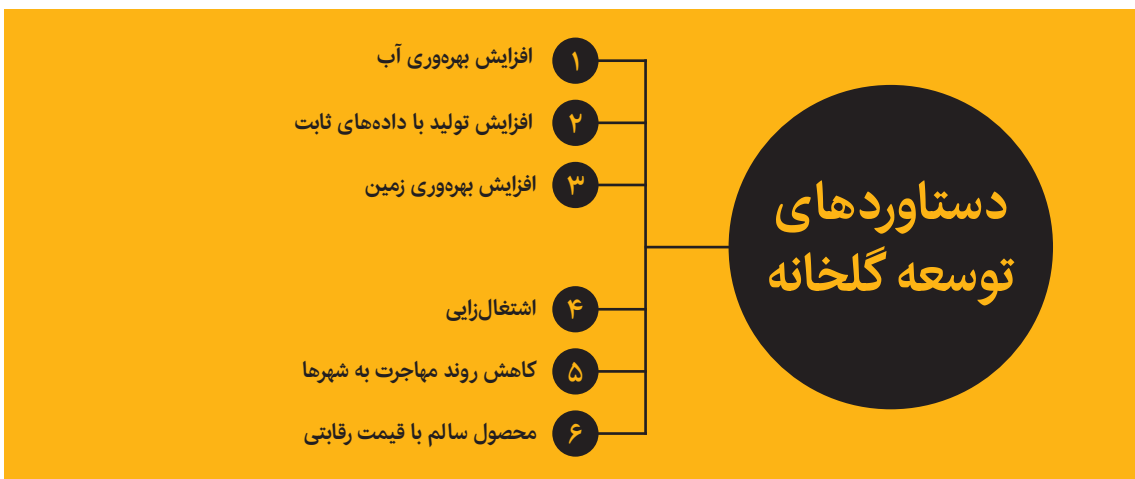 دستاوردهای
توسعه گلخانه
۱ افزایش بهره‌وری آب
۲ افزایش تولید با داده‌های ثابت
۳ افزایش بهره‌وری زمین
۴ اشتغال‌زایی
۵ کاهش روند مهاجرت به شهرها
۶ محصول سالم با قیمت رقابتی